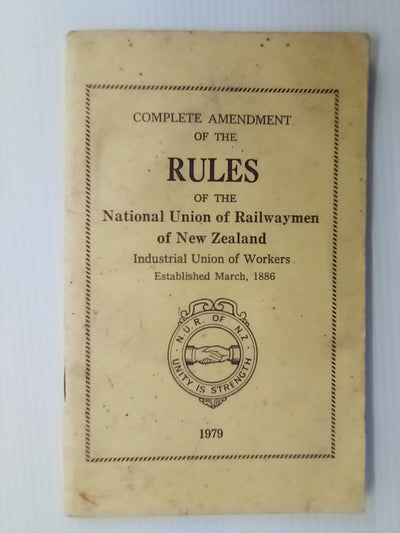 COMPLETE AMENDMENT
OF THE
RULES
OF THE
National Union of Railwaymen
of New Zealand
Industrial Union of Workers
Established March, 1886
N.U.R. OF N.Z.
UNITY IS STRENGTH
1979